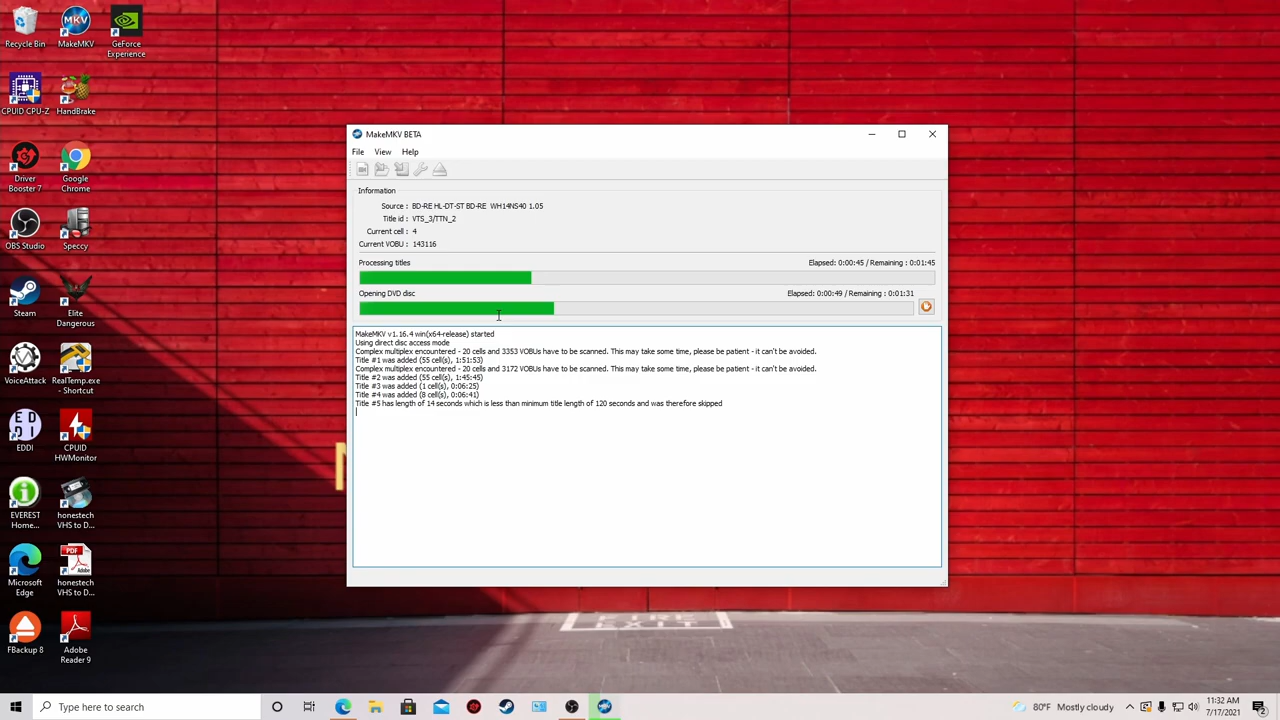 Recycle Bin
MKV
MakeMKV
GeForce
Experience
CPUID CPU-Z
HandBrake
Driver
Booster 7
Google
Chrome
OBS Studio
Speccy
Steam
Elite
Dangerous
VoiceAttack
RealTemp.exe
- Shortcut
ED
DI
EDDI
CPUID
HWMonitor
EVEREST
Home...
honestech
VHS to D...
Microsoft
Edge
PDF
Adobe
honestech
VHS to D...
FBackup 8
Adobe
Reader 9
MakeMKV BETA
File View Help
Information
Source : BD-RE HL-DT-ST BD-RE WH14NS40 1.05
Title id : VTS_3/TTN_2
Current cell : 4
Current VOBU : 143116
Processing titles Elapsed: 0:00:45 / Remaining : 0:01:45
Opening DVD disc Elapsed: 0:00:49 / Remaining : 0:01:31
MakeMKV v1.16.4 win(x64-release) started
Using direct disc access mode
Complex multiplex encountered - 20 cells and 3353 VOBUs have to be scanned. This may take some time, please be patient - it can't be avoided.
Title #1 was added (55 cell(s), 1:51:53)
Complex multiplex encountered - 20 cells and 3172 VOBUs have to be scanned. This may take some time, please be patient - it can't be avoided.
Title #2 was added (55 cell(s), 1:45:45)
Title #3 was added (1 cell(s), 0:06:25)
Title #4 was added (8 cell(s), 0:06:41)
Title #5 has length of 14 seconds which is less than minimum title length of 120 seconds and was therefore skipped
FIRE
EXIT
Type here to search
80°F Mostly cloudy
11:32 AM
7/17/2021
2